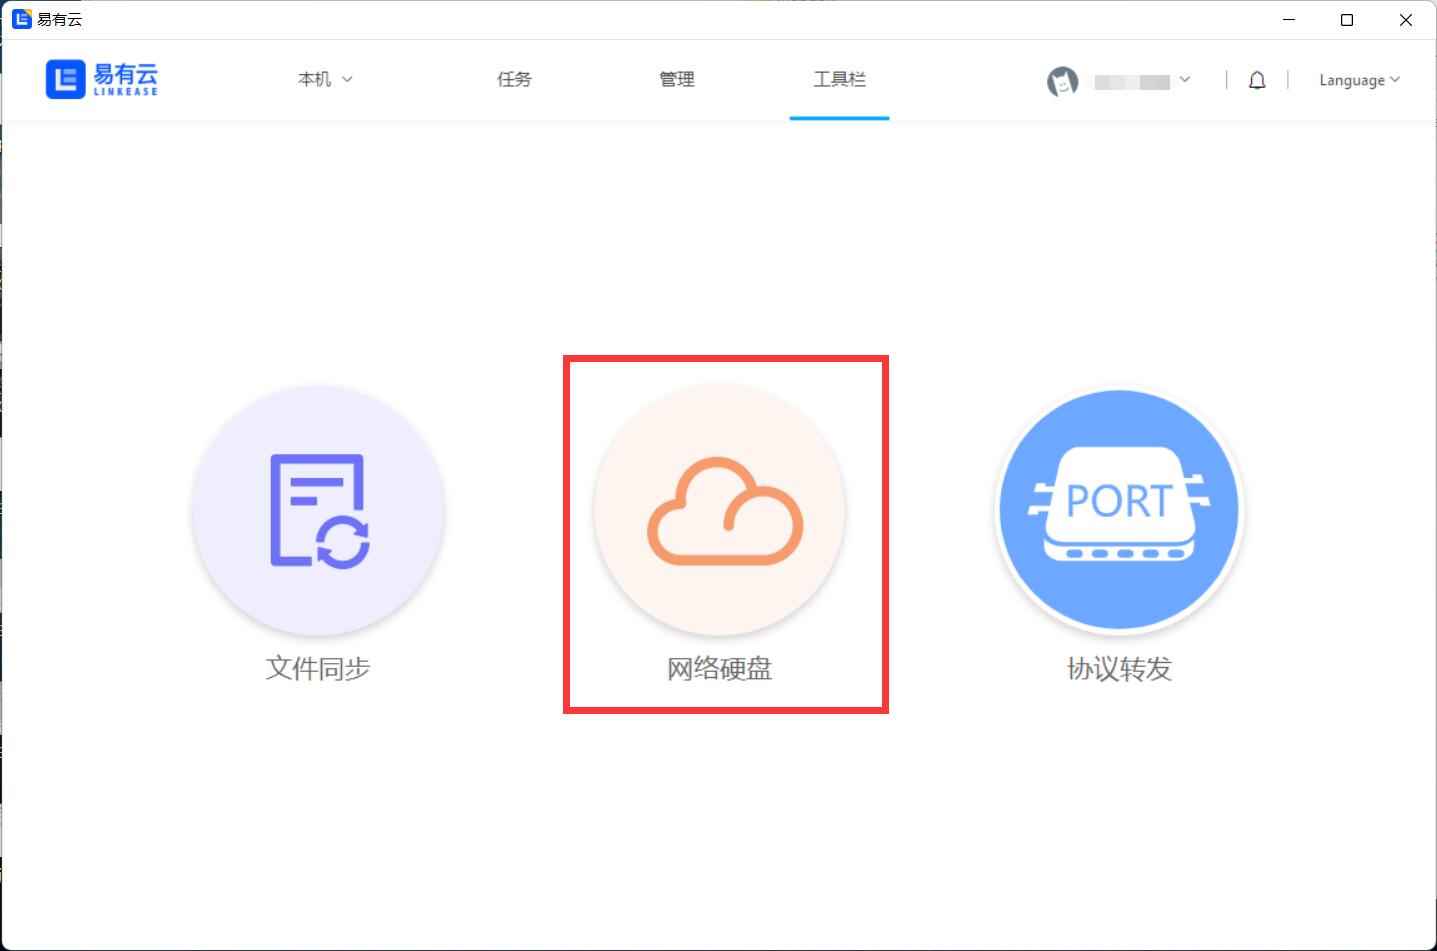 易有云
易有云
LINKEASE
本机
任务
管理
工具栏
Language
PORT
文件同步
网络硬盘
协议转发